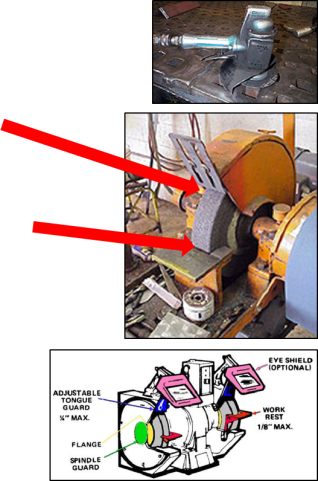 EYE SHIELD
(OPTIONAL)
ADJUSTABLE
TONGUE
GUARD
¼" MAX.
WORK
REST
1/8" MAX.
FLANGE
SPINDLE
GUARD